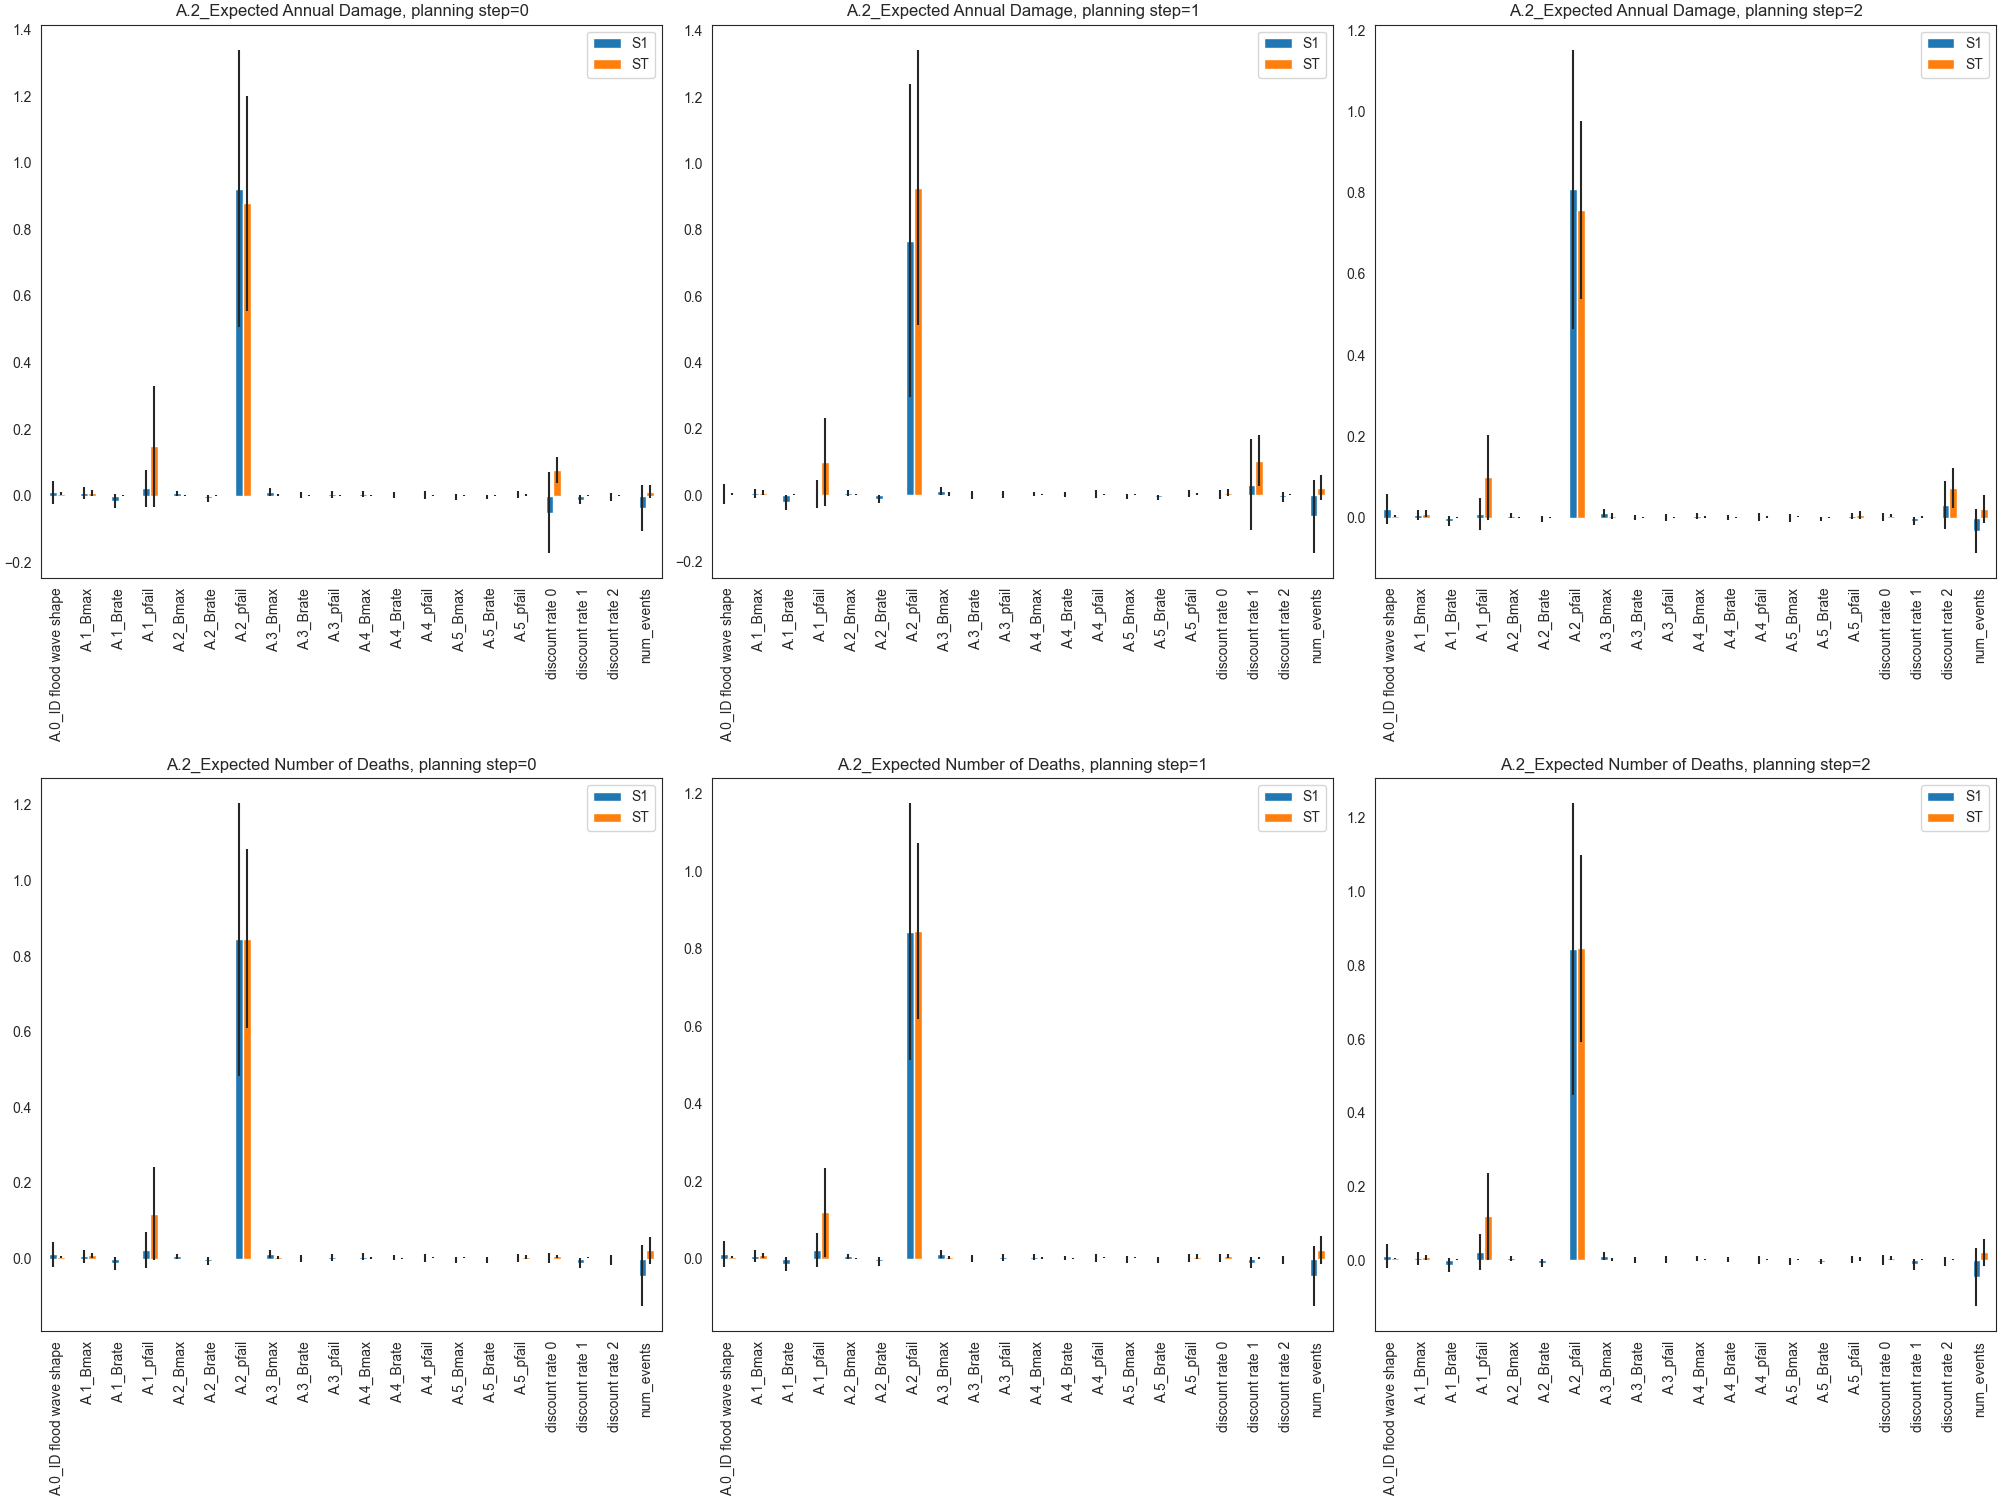 A.2_Expected Annual Damage, planning step=0
1.4
1.2
1.0
0.8
0.6
0.4
0.2
0.0
−0.2
S1
ST
A.0_ID flood wave shape
A.1_Bmax
A.1_Brate
A.1_pfail
A.2_Bmax
A.2_Brate
A.2_pfail
A.3_Bmax
A.3_Brate
A.3_pfail
A.4_Bmax
A.4_Brate
A.4_pfail
A.5_Bmax
A.5_Brate
A.5_pfail
discount rate 0
discount rate 1
discount rate 2
num_events
A.2_Expected Annual Damage, planning step=1
1.4
1.2
1.0
0.8
0.6
0.4
0.2
0.0
−0.2
S1
ST
A.0_ID flood wave shape
A.1_Bmax
A.1_Brate
A.1_pfail
A.2_Bmax
A.2_Brate
A.2_pfail
A.3_Bmax
A.3_Brate
A.3_pfail
A.4_Bmax
A.4_Brate
A.4_pfail
A.5_Bmax
A.5_Brate
A.5_pfail
discount rate 0
discount rate 1
discount rate 2
num_events
A.2_Expected Annual Damage, planning step=2
1.2
1.0
0.8
0.6
0.4
0.2
0.0
S1
ST
A.0_ID flood wave shape
A.1_Bmax
A.1_Brate
A.1_pfail
A.2_Bmax
A.2_Brate
A.2_pfail
A.3_Bmax
A.3_Brate
A.3_pfail
A.4_Bmax
A.4_Brate
A.4_pfail
A.5_Bmax
A.5_Brate
A.5_pfail
discount rate 0
discount rate 1
discount rate 2
num_events
A.2_Expected Number of Deaths, planning step=0
1.2
1.0
0.8
0.6
0.4
0.2
0.0
S1
ST
A.0_ID flood wave shape
A.1_Bmax
A.1_Brate
A.1_pfail
A.2_Bmax
A.2_Brate
A.2_pfail
A.3_Bmax
A.3_Brate
A.3_pfail
A.4_Bmax
A.4_Brate
A.4_pfail
A.5_Bmax
A.5_Brate
A.5_pfail
discount rate 0
discount rate 1
discount rate 2
num_events
A.2_Expected Number of Deaths, planning step=1
1.2
1.0
0.8
0.6
0.4
0.2
0.0
S1
ST
A.0_ID flood wave shape
A.1_Bmax
A.1_Brate
A.1_pfail
A.2_Bmax
A.2_Brate
A.2_pfail
A.3_Bmax
A.3_Brate
A.3_pfail
A.4_Bmax
A.4_Brate
A.4_pfail
A.5_Bmax
A.5_Brate
A.5_pfail
discount rate 0
discount rate 1
discount rate 2
num_events
A.2_Expected Number of Deaths, planning step=2
1.2
1.0
0.8
0.6
0.4
0.2
0.0
S1
ST
A.0_ID flood wave shape
A.1_Bmax
A.1_Brate
A.1_pfail
A.2_Bmax
A.2_Brate
A.2_pfail
A.3_Bmax
A.3_Brate
A.3_pfail
A.4_Bmax
A.4_Brate
A.4_pfail
A.5_Bmax
A.5_Brate
A.5_pfail
discount rate 0
discount rate 1
discount rate 2
num_events